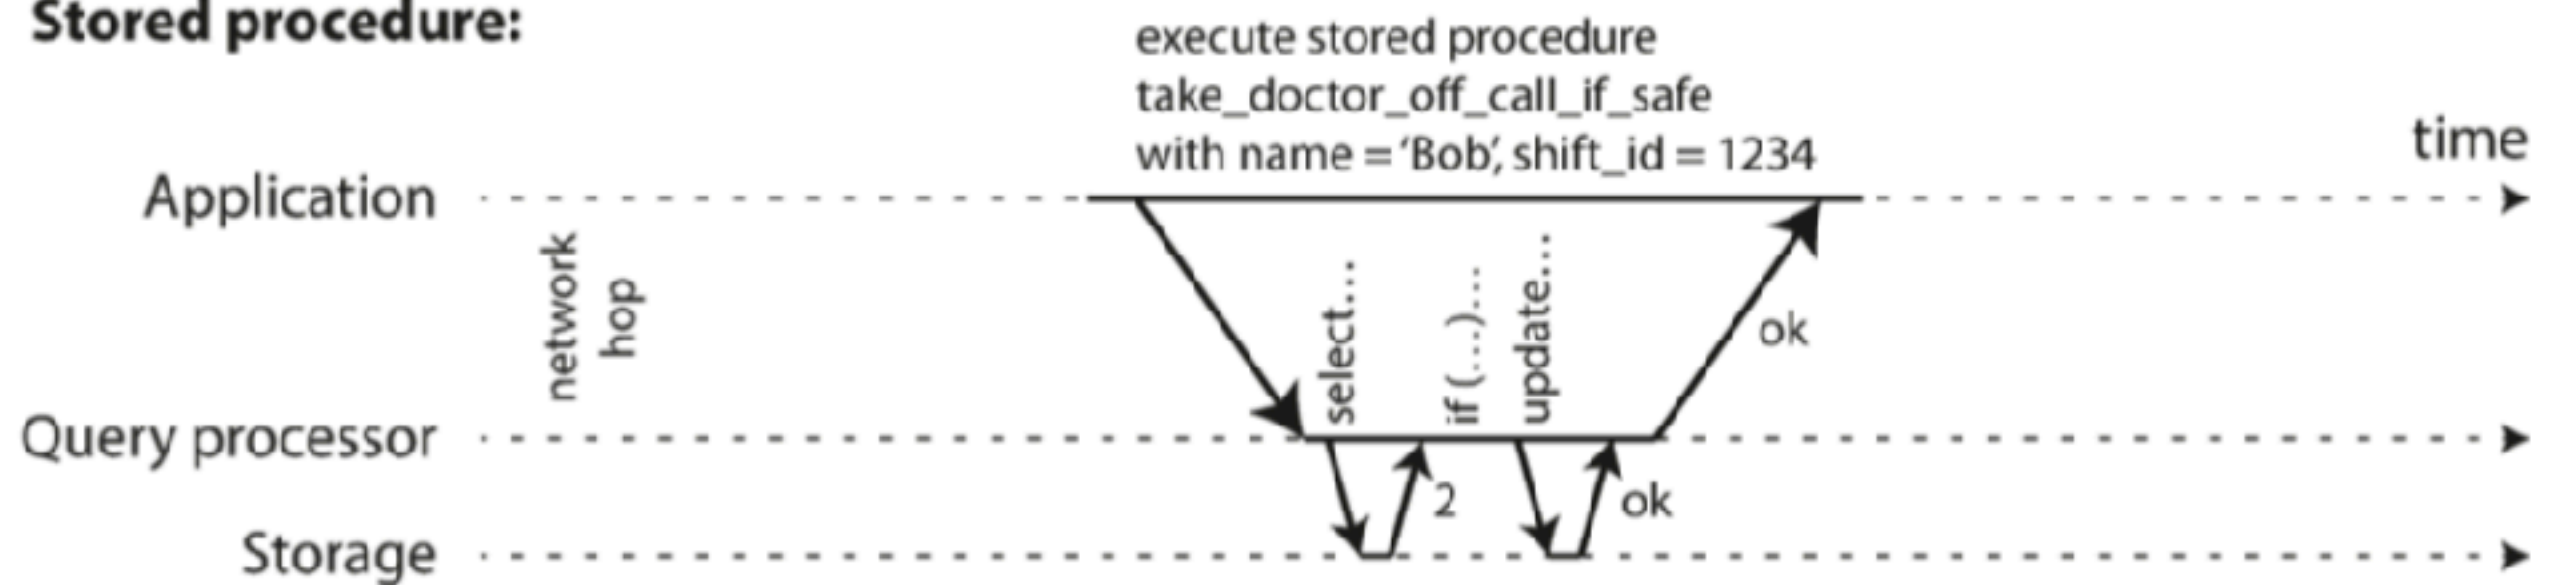 Stored procedure:
execute stored procedure
take_doctor_off_call_if_safe
with name = ‘Bob’, shift_id = 1234
time
Application
network
hop
select…
if (…)…
update…
ok
Query processor
2
ok
Storage